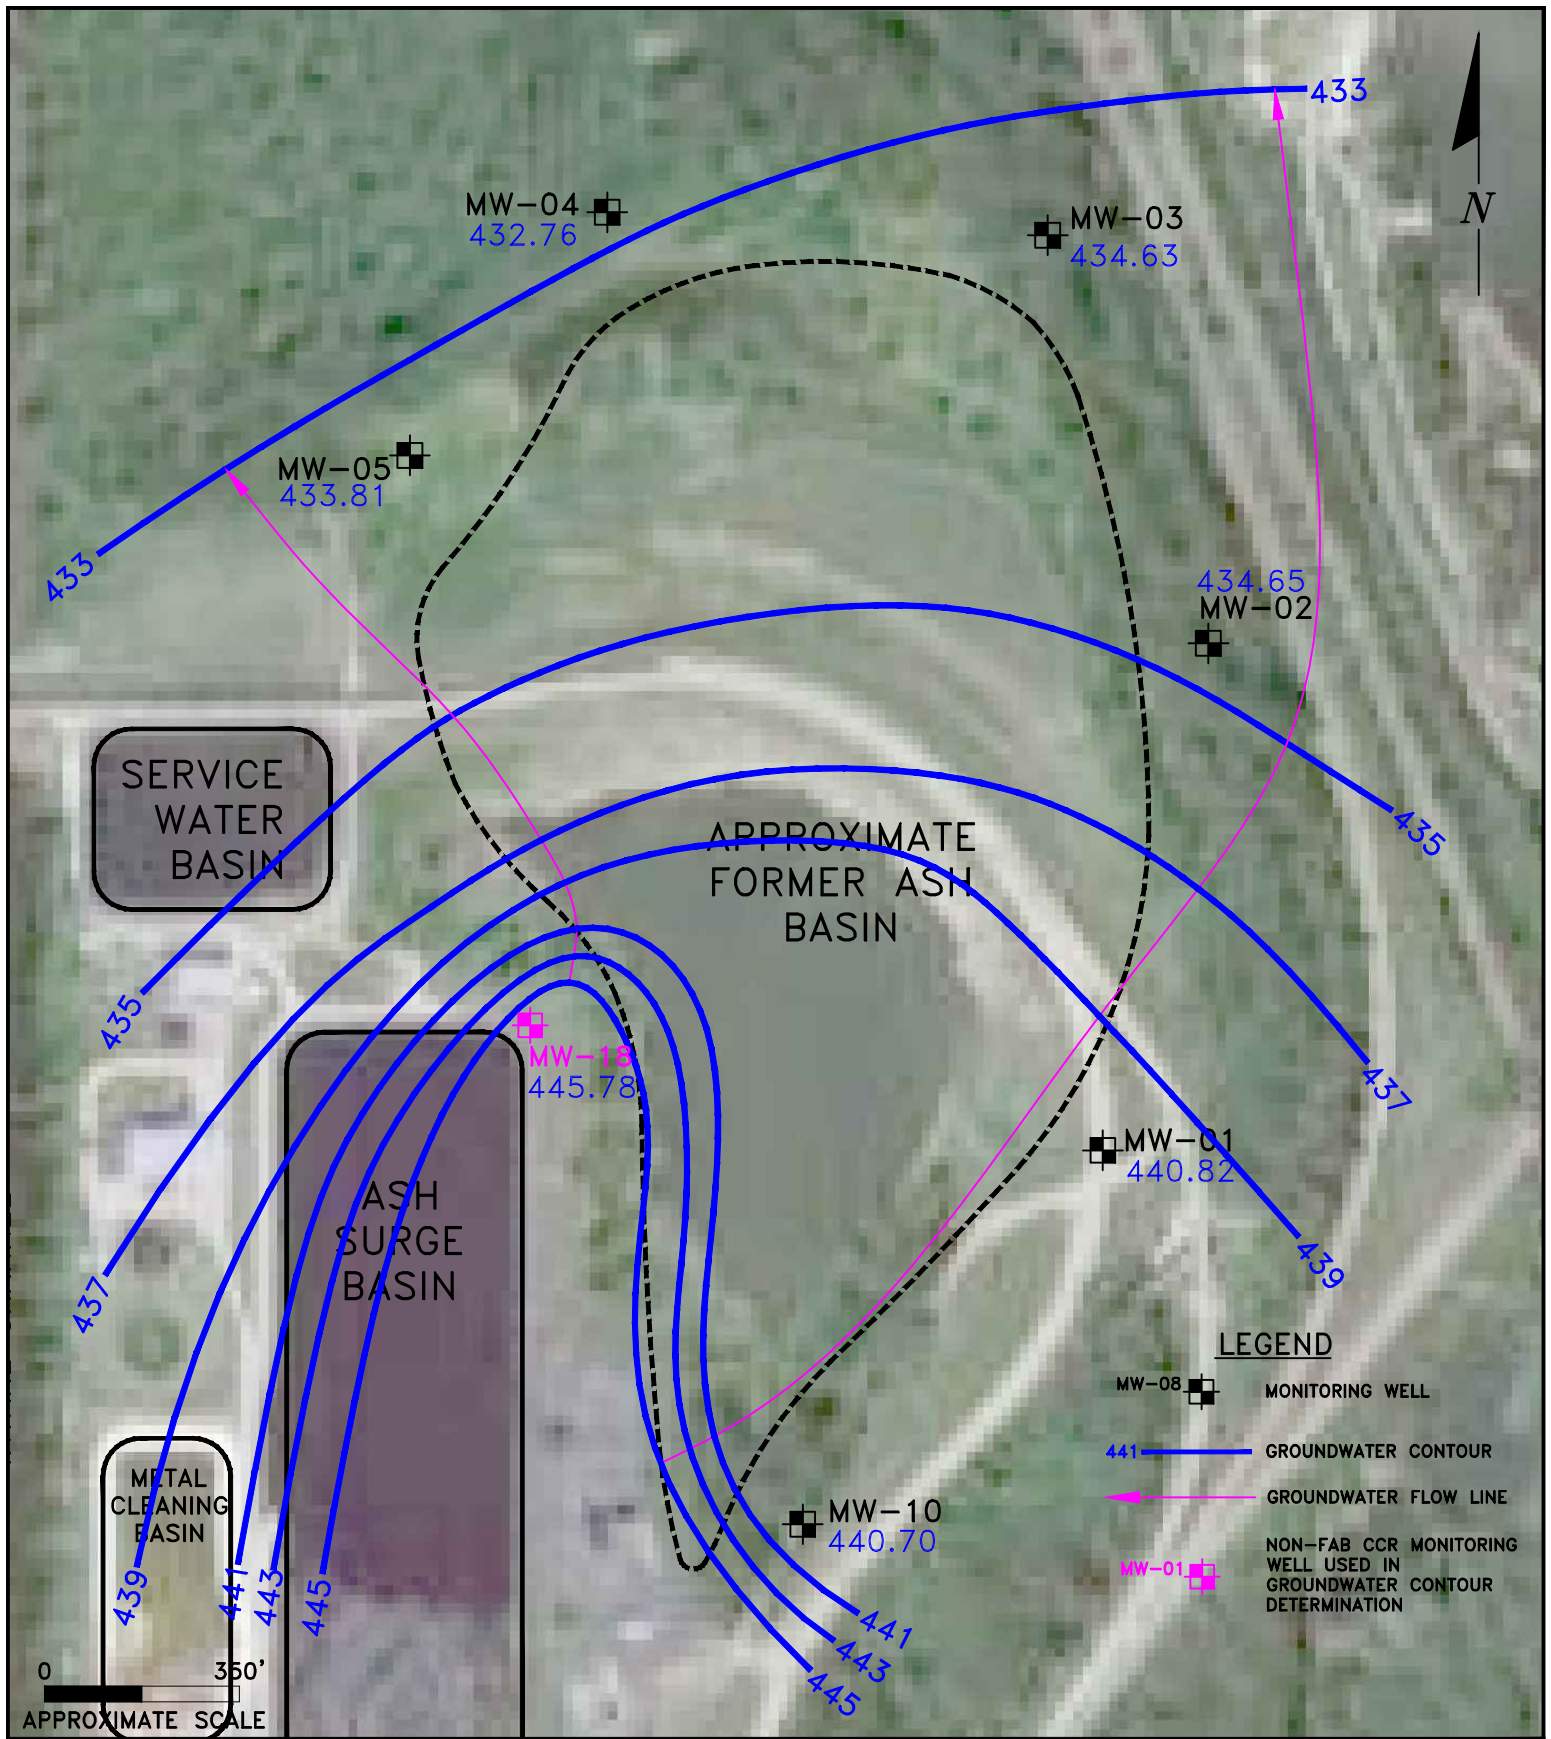 433
MW-04
432.76
MW-03
434.63
N
MW-05
433.81
433
434.65
MW-02
SERVICE
WATER
BASIN
APPROXIMATE
FORMER ASH
BASIN
435
435
MW-18
445.78
437
MW-01
440.82
ASH
SURGE
BASIN
437
439
LEGEND
MW-08
MONITORING WELL
441
GROUNDWATER CONTOUR
METAL
CLEANING
BASIN
GROUNDWATER FLOW LINE
MW-10
440.70
MW-01
NON-FAB CCR MONITORING
WELL USED IN
GROUNDWATER CONTOUR
DETERMINATION
439
441
443
445
441
443
445
0
350'
APPROXIMATE SCALE